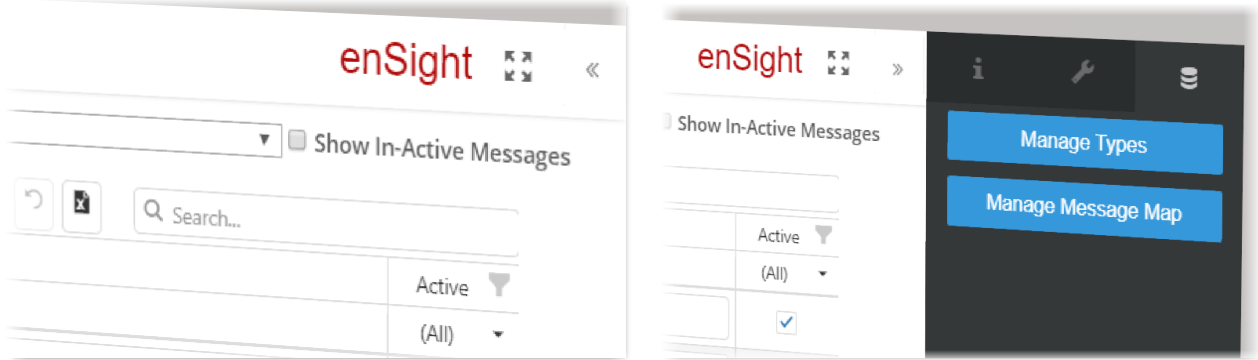 enSight
Show In-Active Messages
Search...
Active
(All)
enSight
Show In-Active Messages
Active
(All)
Manage Types
Manage Message Map